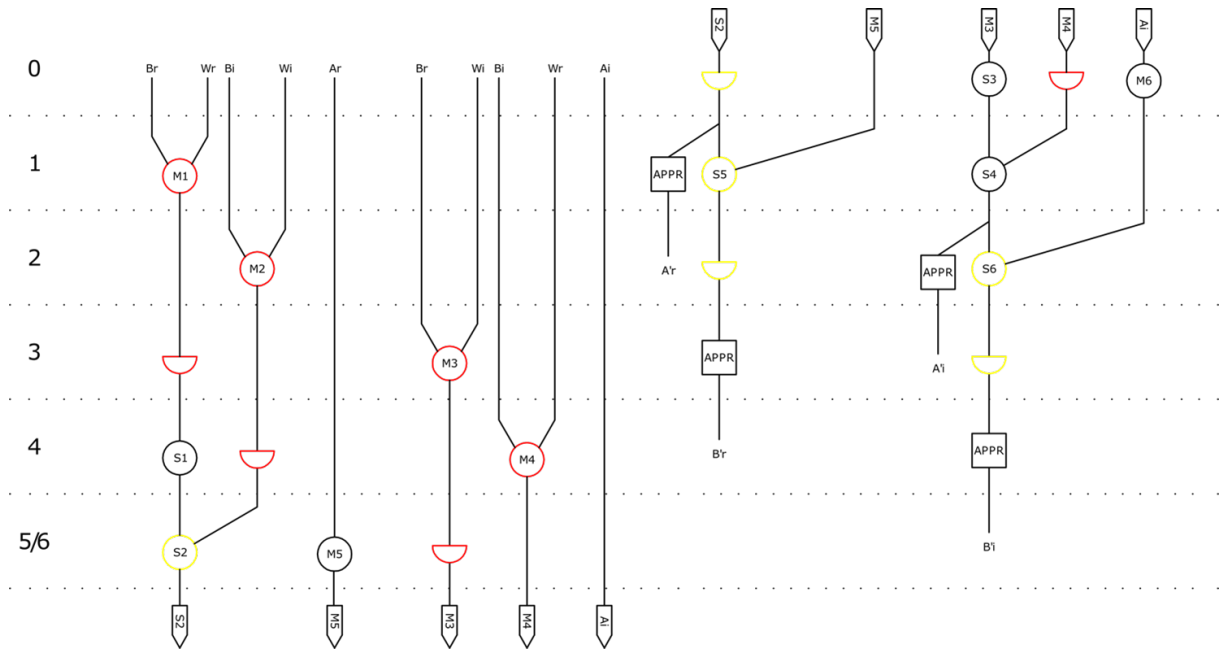 S2 M5 M3 M4 Ai
0 Br Wr Bi Wi Ar Br Wi Bi Wr Ai S3 M6
1 M1 APPR S5 S4
2 M2 A'r APPR S6
3 M3 APPR A'i
4 S1 M4 B'r APPR
5/6 S2 M5 B'i
S2 M5 M3 M4 Ai